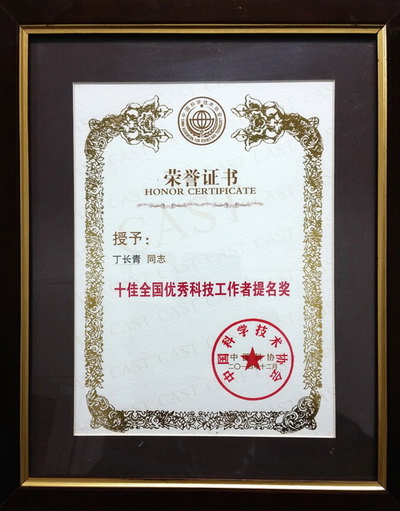 荣誉证书
HONOR CERTIFICATE
授予：
丁长青 同志
十佳全国优秀科技工作者提名奖
中国科学技术协会